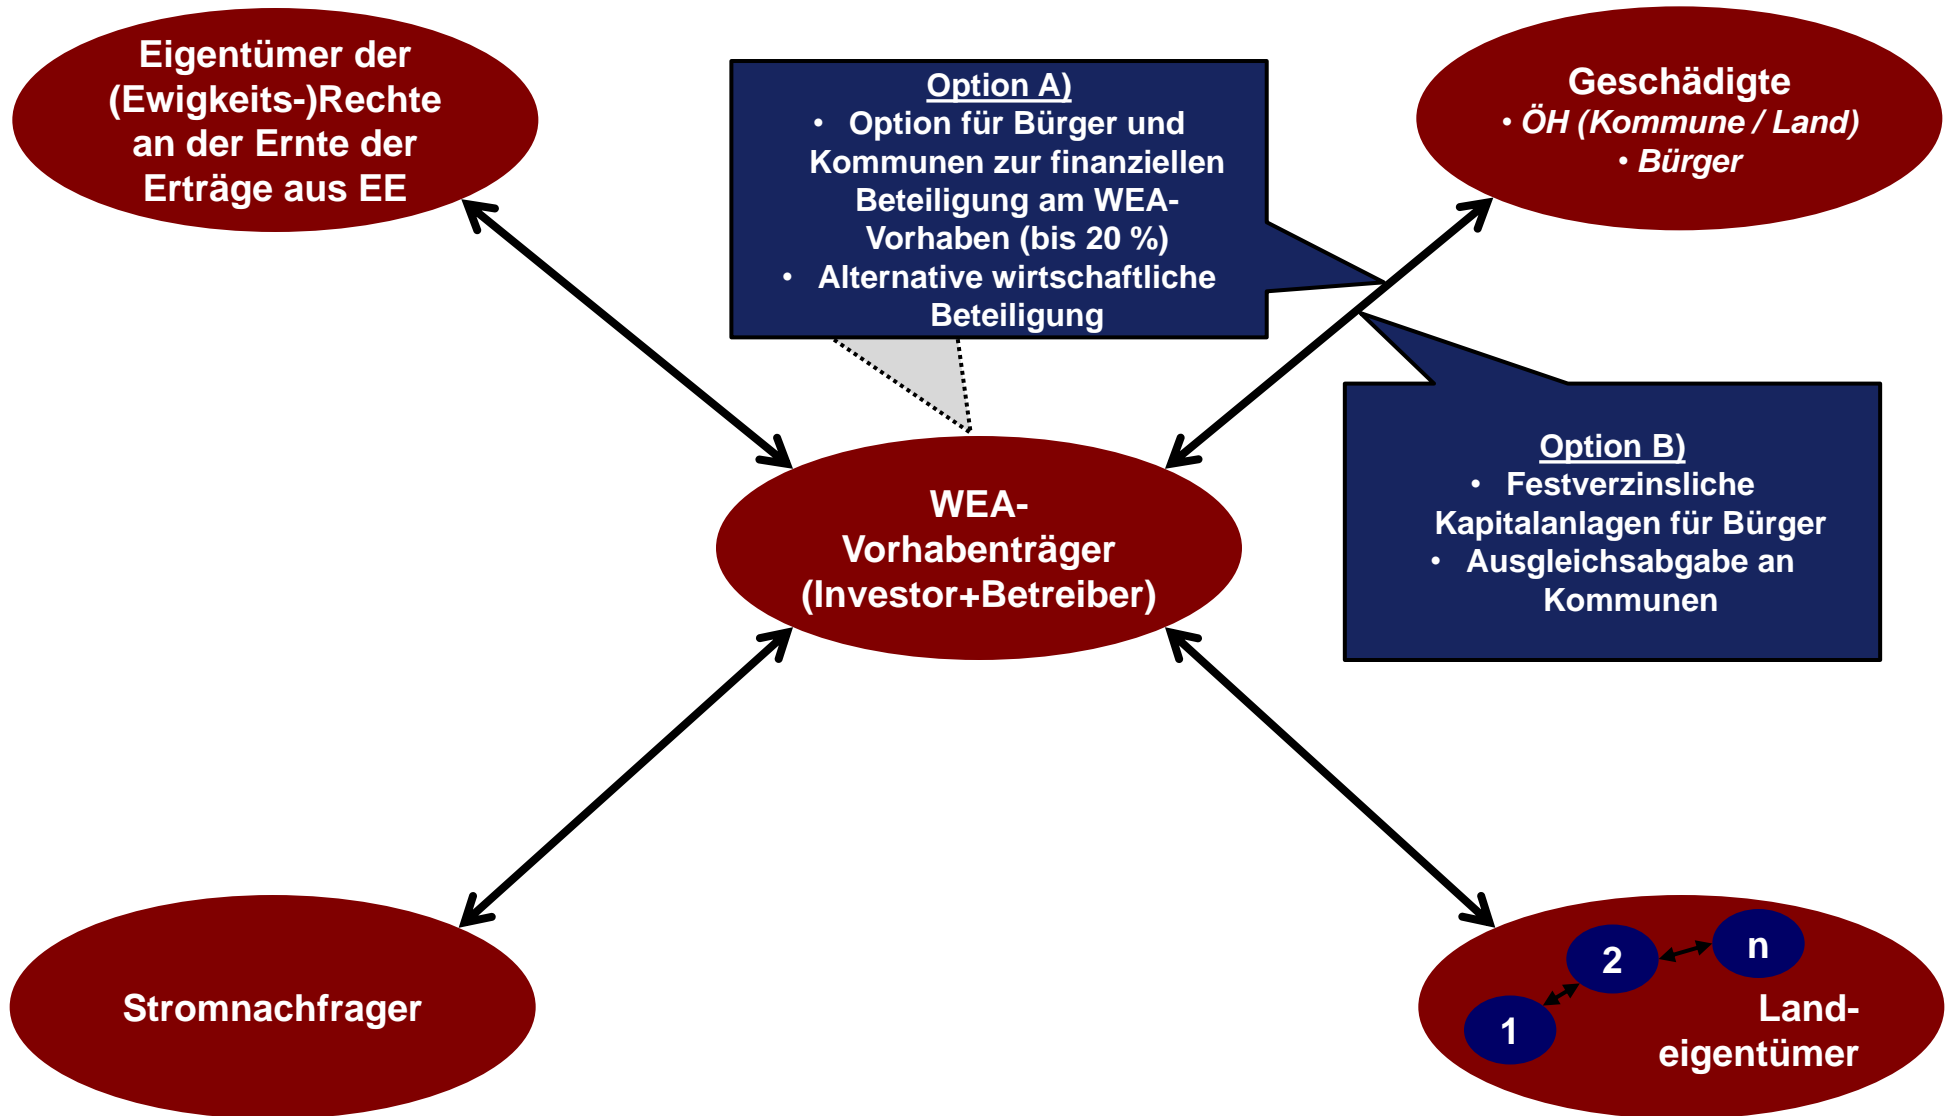 Eigentümer der
(Ewigkeits-)Rechte
an der Ernte der
Erträge aus EE
Option A)
• Option für Bürger und
Kommunen zur finanziellen
Beteiligung am WEA-
Vorhaben (bis 20 %)
• Alternative wirtschaftliche
Beteiligung
Geschädigte
• ÖH (Kommune / Land)
• Bürger
Option B)
• Festverzinsliche
Kapitalanlagen für Bürger
• Ausgleichsabgabe an
Kommunen
WEA-
Vorhabenträger
(Investor+Betreiber)
Stromnachfrager
1
2
n
Land-
eigentümer